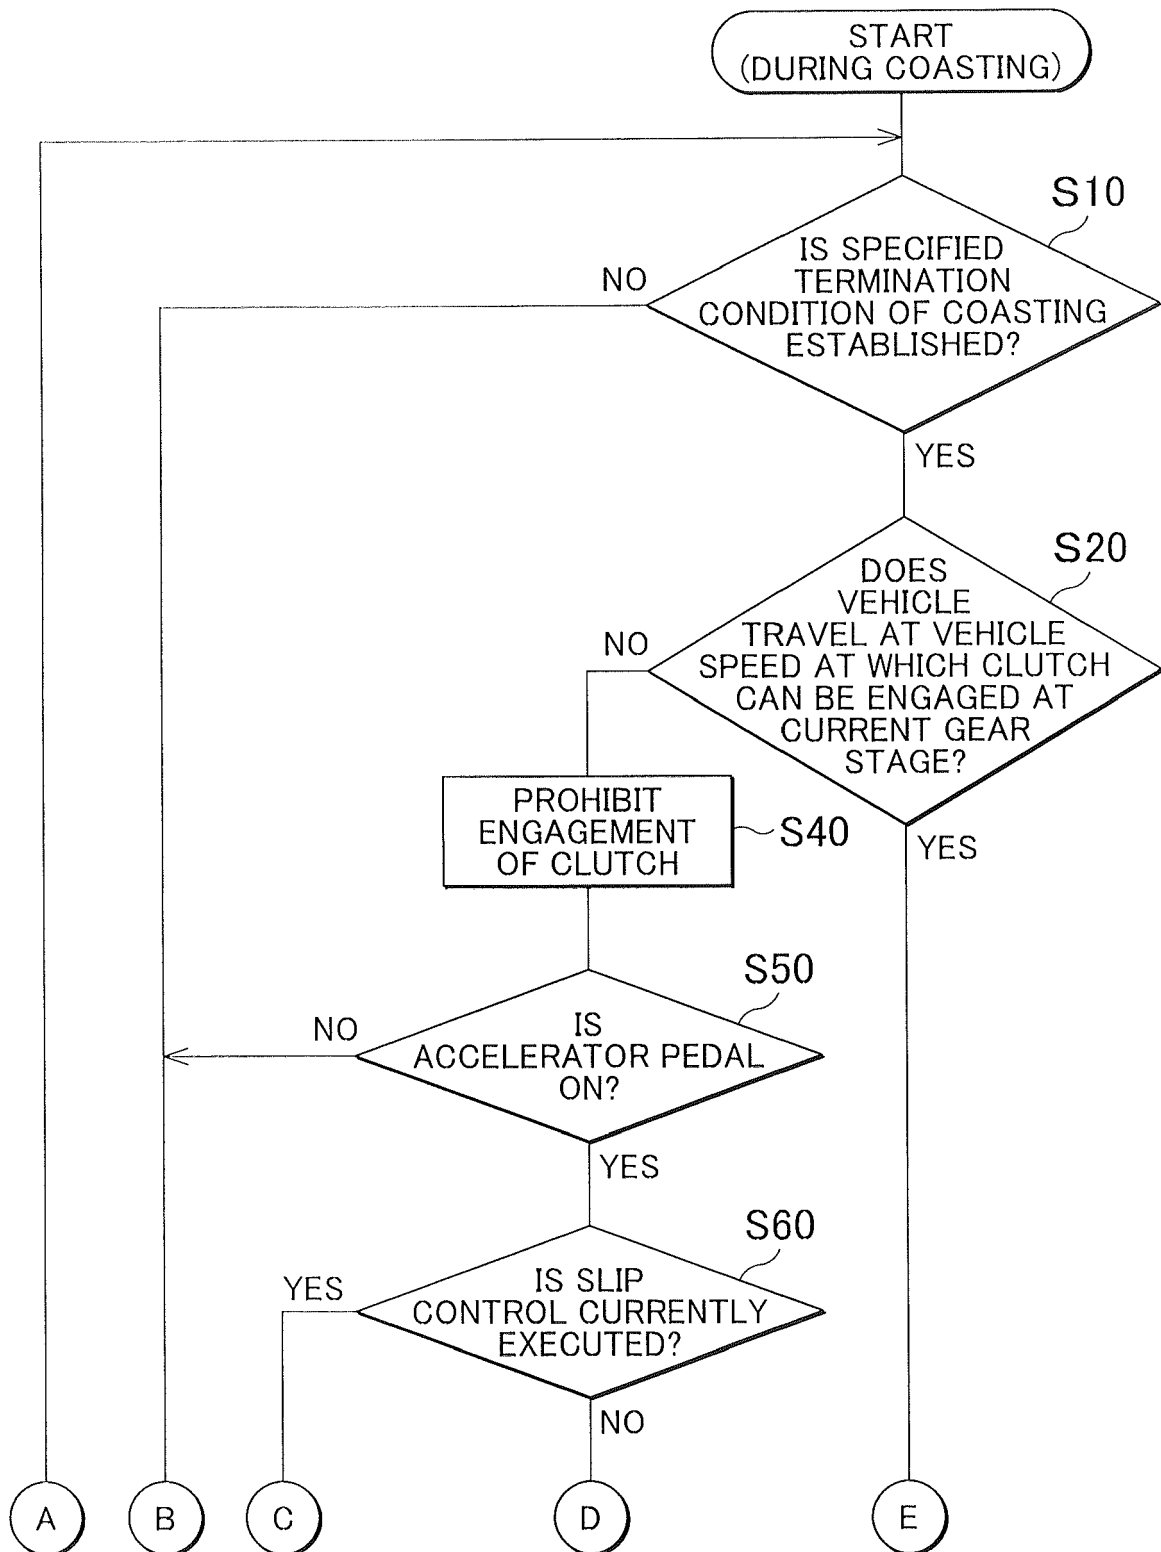 START
(DURING COASTING)
S10
IS SPECIFIED
TERMINATION
CONDITION OF COASTING
ESTABLISHED?
NO
YES
S20
DOES
VEHICLE
TRAVEL AT VEHICLE
SPEED AT WHICH CLUTCH
CAN BE ENGAGED AT
CURRENT GEAR
STAGE?
NO
YES
PROHIBIT
ENGAGEMENT
OF CLUTCH
S40
S50
IS
ACCELERATOR PEDAL
ON?
NO
YES
S60
IS SLIP
CONTROL CURRENTLY
EXECUTED?
YES
NO
A
B
C
D
E